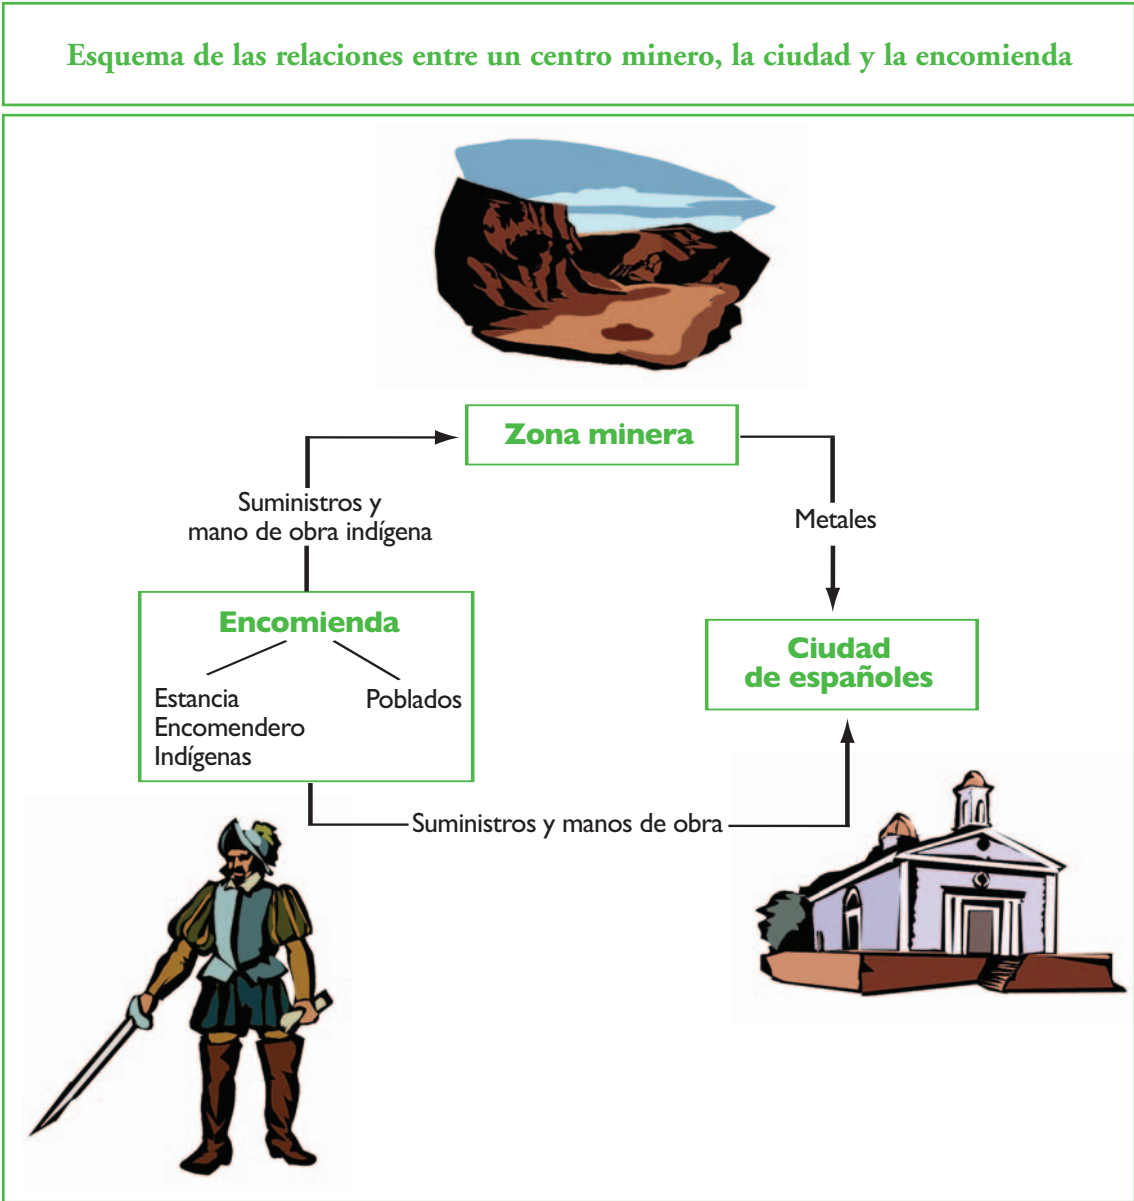 Esquema de las relaciones entre un centro minero, la ciudad y la encomienda
Zona minera
Suministros y
mano de obra indígena
Metales
Encomienda
Estancia
Encomendero
Indígenas
Poblados
Ciudad
de españoles
Suministros y manos de obra